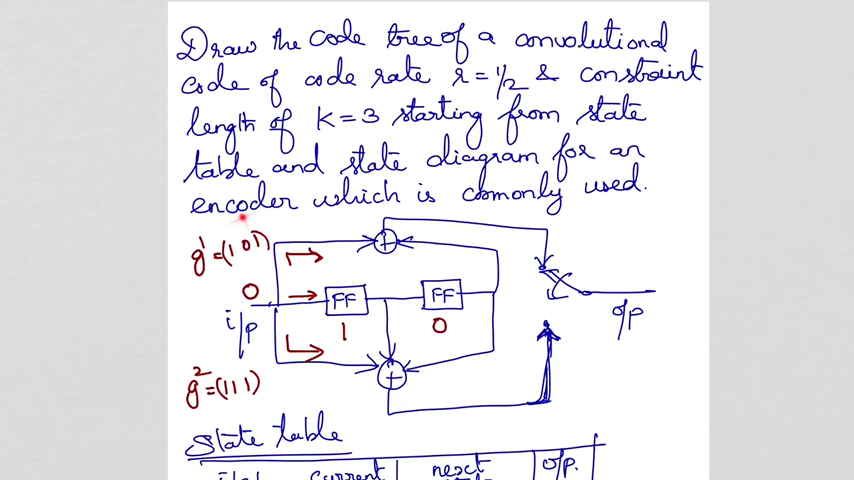 Draw the code tree of a convolutional
code of code rate r = 1/2 & constraint
length of K = 3 starting from state
table and state diagram for an
encoder which is commonly used.
g¹ = (1 0 1)
+
0
i/p
FF
FF
1
0
o/p
g² = (1 1 1)
+
State table
current
next
o/p.